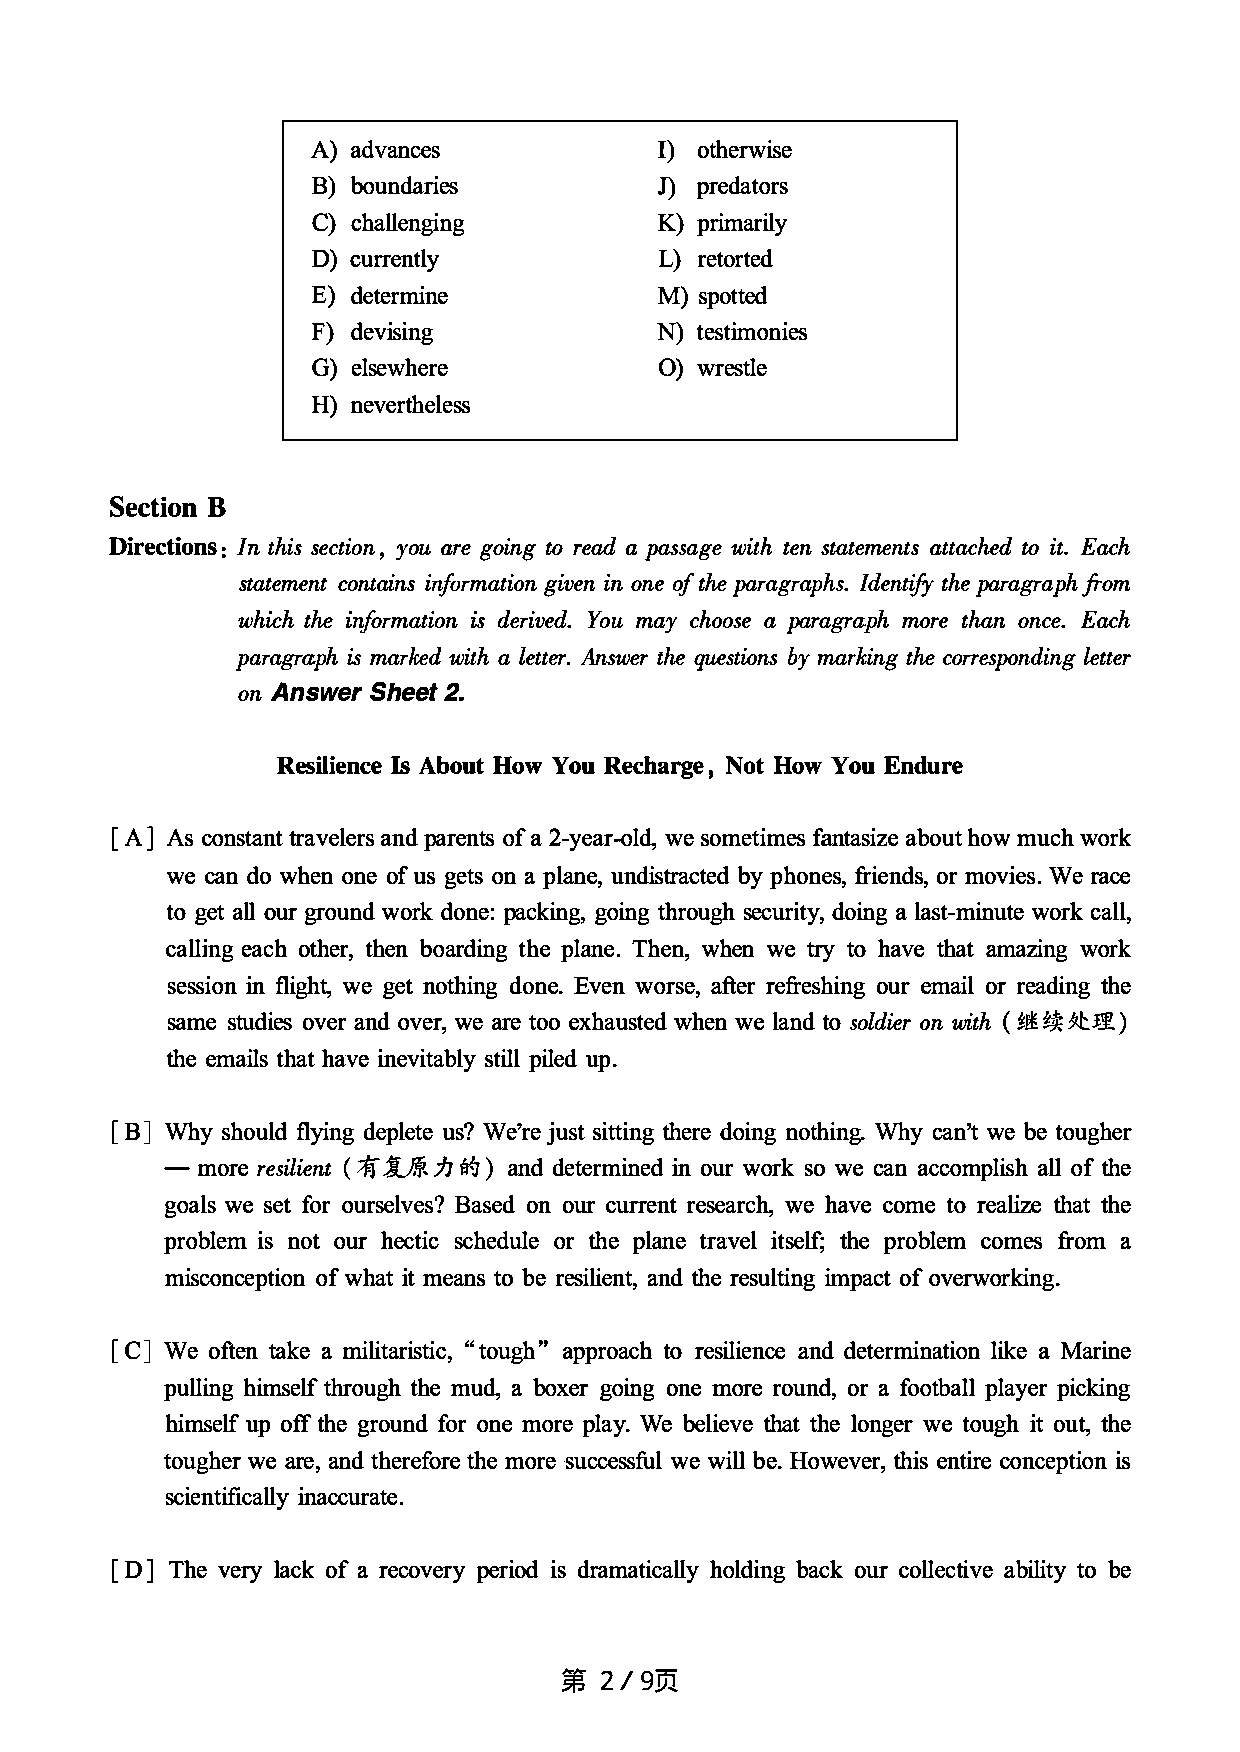 A) advances
B) boundaries
C) challenging
D) currently
E) determine
F) devising
G) elsewhere
H) nevertheless
I) otherwise
J) predators
K) primarily
L) retorted
M) spotted
N) testimonies
O) wrestle
Section B
Directions: In this section, you are going to read a passage with ten statements attached to it. Each
statement contains information given in one of the paragraphs. Identify the paragraph from
which the information is derived. You may choose a paragraph more than once. Each
paragraph is marked with a letter. Answer the questions by marking the corresponding letter
on Answer Sheet 2.
Resilience Is About How You Recharge, Not How You Endure
[A] As constant travelers and parents of a 2-year-old, we sometimes fantasize about how much work
we can do when one of us gets on a plane, undistracted by phones, friends, or movies. We race
to get all our ground work done: packing, going through security, doing a last-minute work call,
calling each other, then boarding the plane. Then, when we try to have that amazing work
session in flight, we get nothing done. Even worse, after refreshing our email or reading the
same studies over and over, we are too exhausted when we land to soldier on with (继续处理)
the emails that have inevitably still piled up.
[B] Why should flying deplete us? We're just sitting there doing nothing. Why can't we be tougher
— more resilient (有复原力的) and determined in our work so we can accomplish all of the
goals we set for ourselves? Based on our current research, we have come to realize that the
problem is not our hectic schedule or the plane travel itself; the problem comes from a
misconception of what it means to be resilient, and the resulting impact of overworking.
[C] We often take a militaristic, “tough” approach to resilience and determination like a Marine
pulling himself through the mud, a boxer going one more round, or a football player picking
himself up off the ground for one more play. We believe that the longer we tough it out, the
tougher we are, and therefore the more successful we will be. However, this entire conception is
scientifically inaccurate.
[D] The very lack of a recovery period is dramatically holding back our collective ability to be
第 2 / 9页